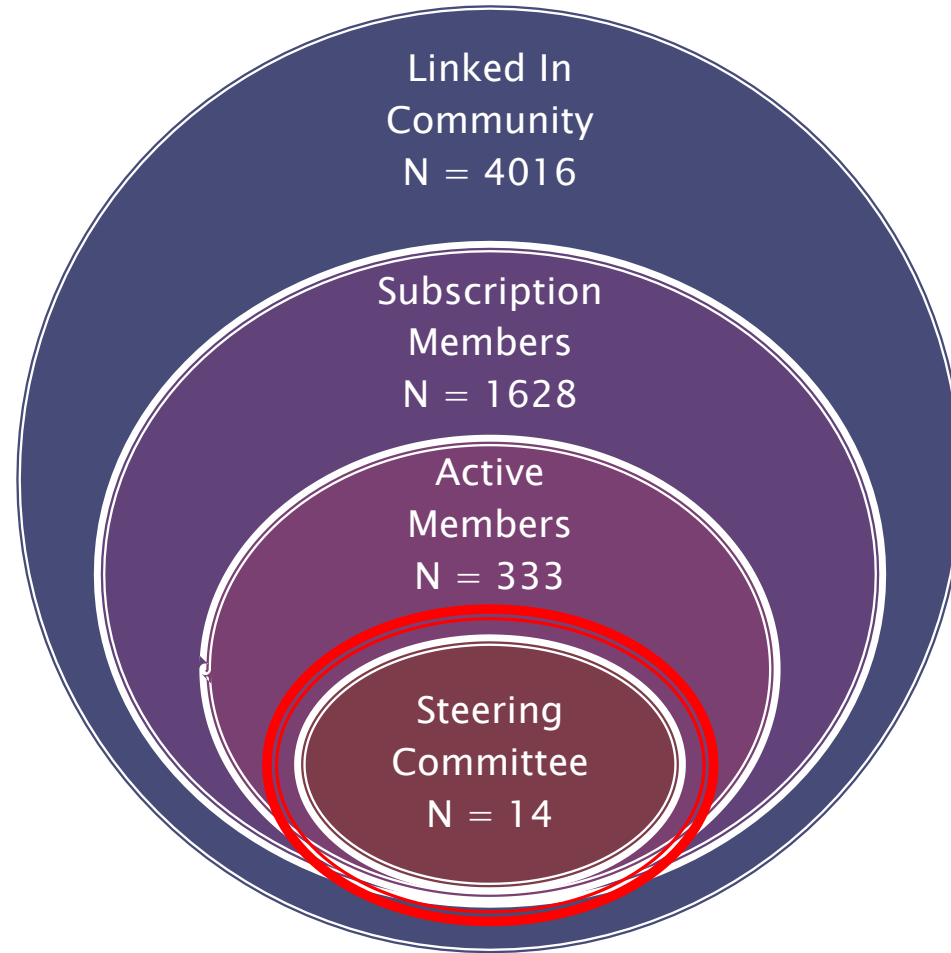 Linked In
Community
N = 4016
Subscription
Members
N = 1628
Active
Members
N = 333
Steering
Committee
N = 14